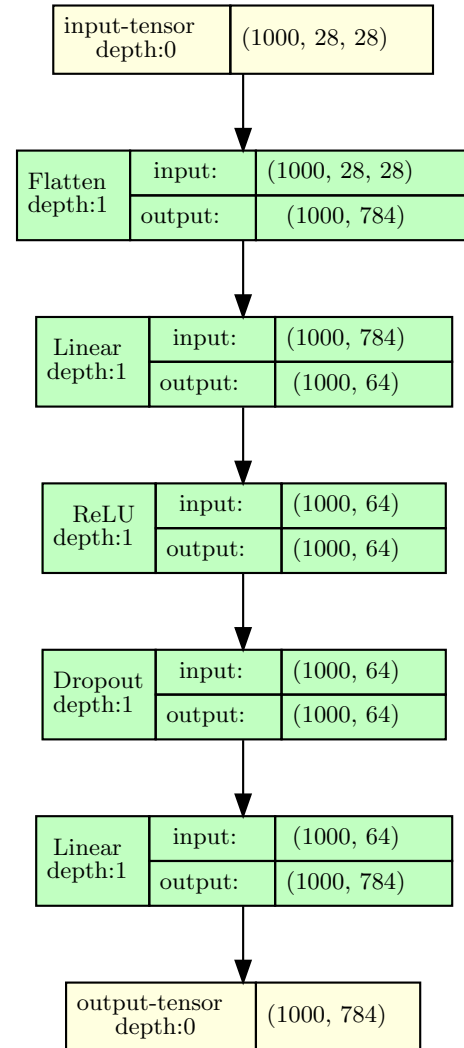 input-tensor
depth:0
(1000, 28, 28)
Flatten
depth:1
input:
(1000, 28, 28)
output:
(1000, 784)
Linear
depth:1
input:
(1000, 784)
output:
(1000, 64)
ReLU
depth:1
input:
(1000, 64)
output:
(1000, 64)
Dropout
depth:1
input:
(1000, 64)
output:
(1000, 64)
Linear
depth:1
input:
(1000, 64)
output:
(1000, 784)
output-tensor
depth:0
(1000, 784)